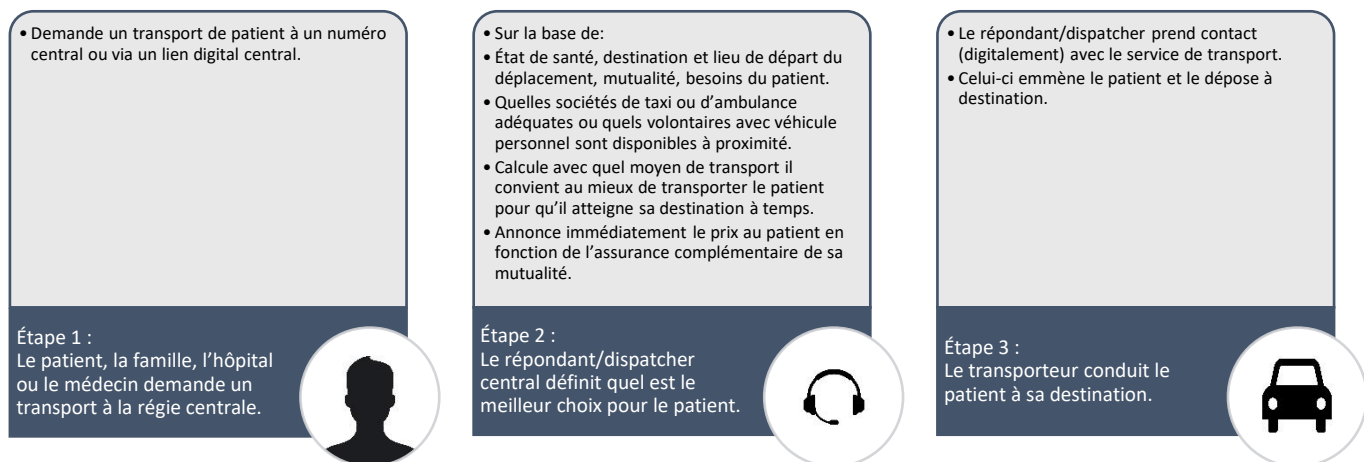 • Demande un transport de patient à un numéro
central ou via un lien digital central.
Étape 1 :
Le patient, la famille, l'hôpital
ou le médecin demande un
transport à la régie centrale.
• Sur la base de:
• État de santé, destination et lieu de départ du
déplacement, mutualité, besoins du patient.
• Quelles sociétés de taxi ou d'ambulance
adéquates ou quels volontaires avec véhicule
personnel sont disponibles à proximité.
• Calcule avec quel moyen de transport il
convient au mieux de transporter le patient
pour qu'il atteigne sa destination à temps.
• Annonce immédiatement le prix au patient en
fonction de l'assurance complémentaire de sa
mutualité.
Étape 2 :
Le répondant/dispatcher
central définit quel est le
meilleur choix pour le patient.
• Le répondant/dispatcher prend contact
(digitalement) avec le service de transport.
• Celui-ci emmène le patient et le dépose à
destination.
Étape 3 :
Le transporteur conduit le
patient à sa destination.